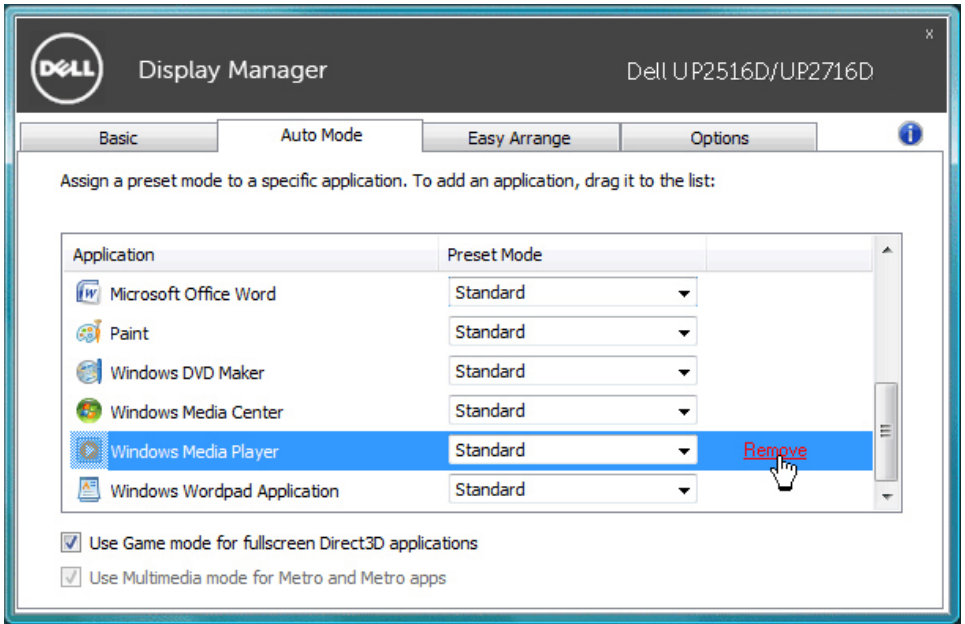 DELL Display Manager Dell UP2516D/UP2716D x
Basic Auto Mode Easy Arrange Options
Assign a preset mode to a specific application. To add an application, drag it to the list:
Application Preset Mode
Microsoft Office Word Standard
Paint Standard
Windows DVD Maker Standard
Windows Media Center Standard
Windows Media Player Standard Remove
Windows Wordpad Application Standard
Use Game mode for fullscreen Direct3D applications
Use Multimedia mode for Metro and Metro apps